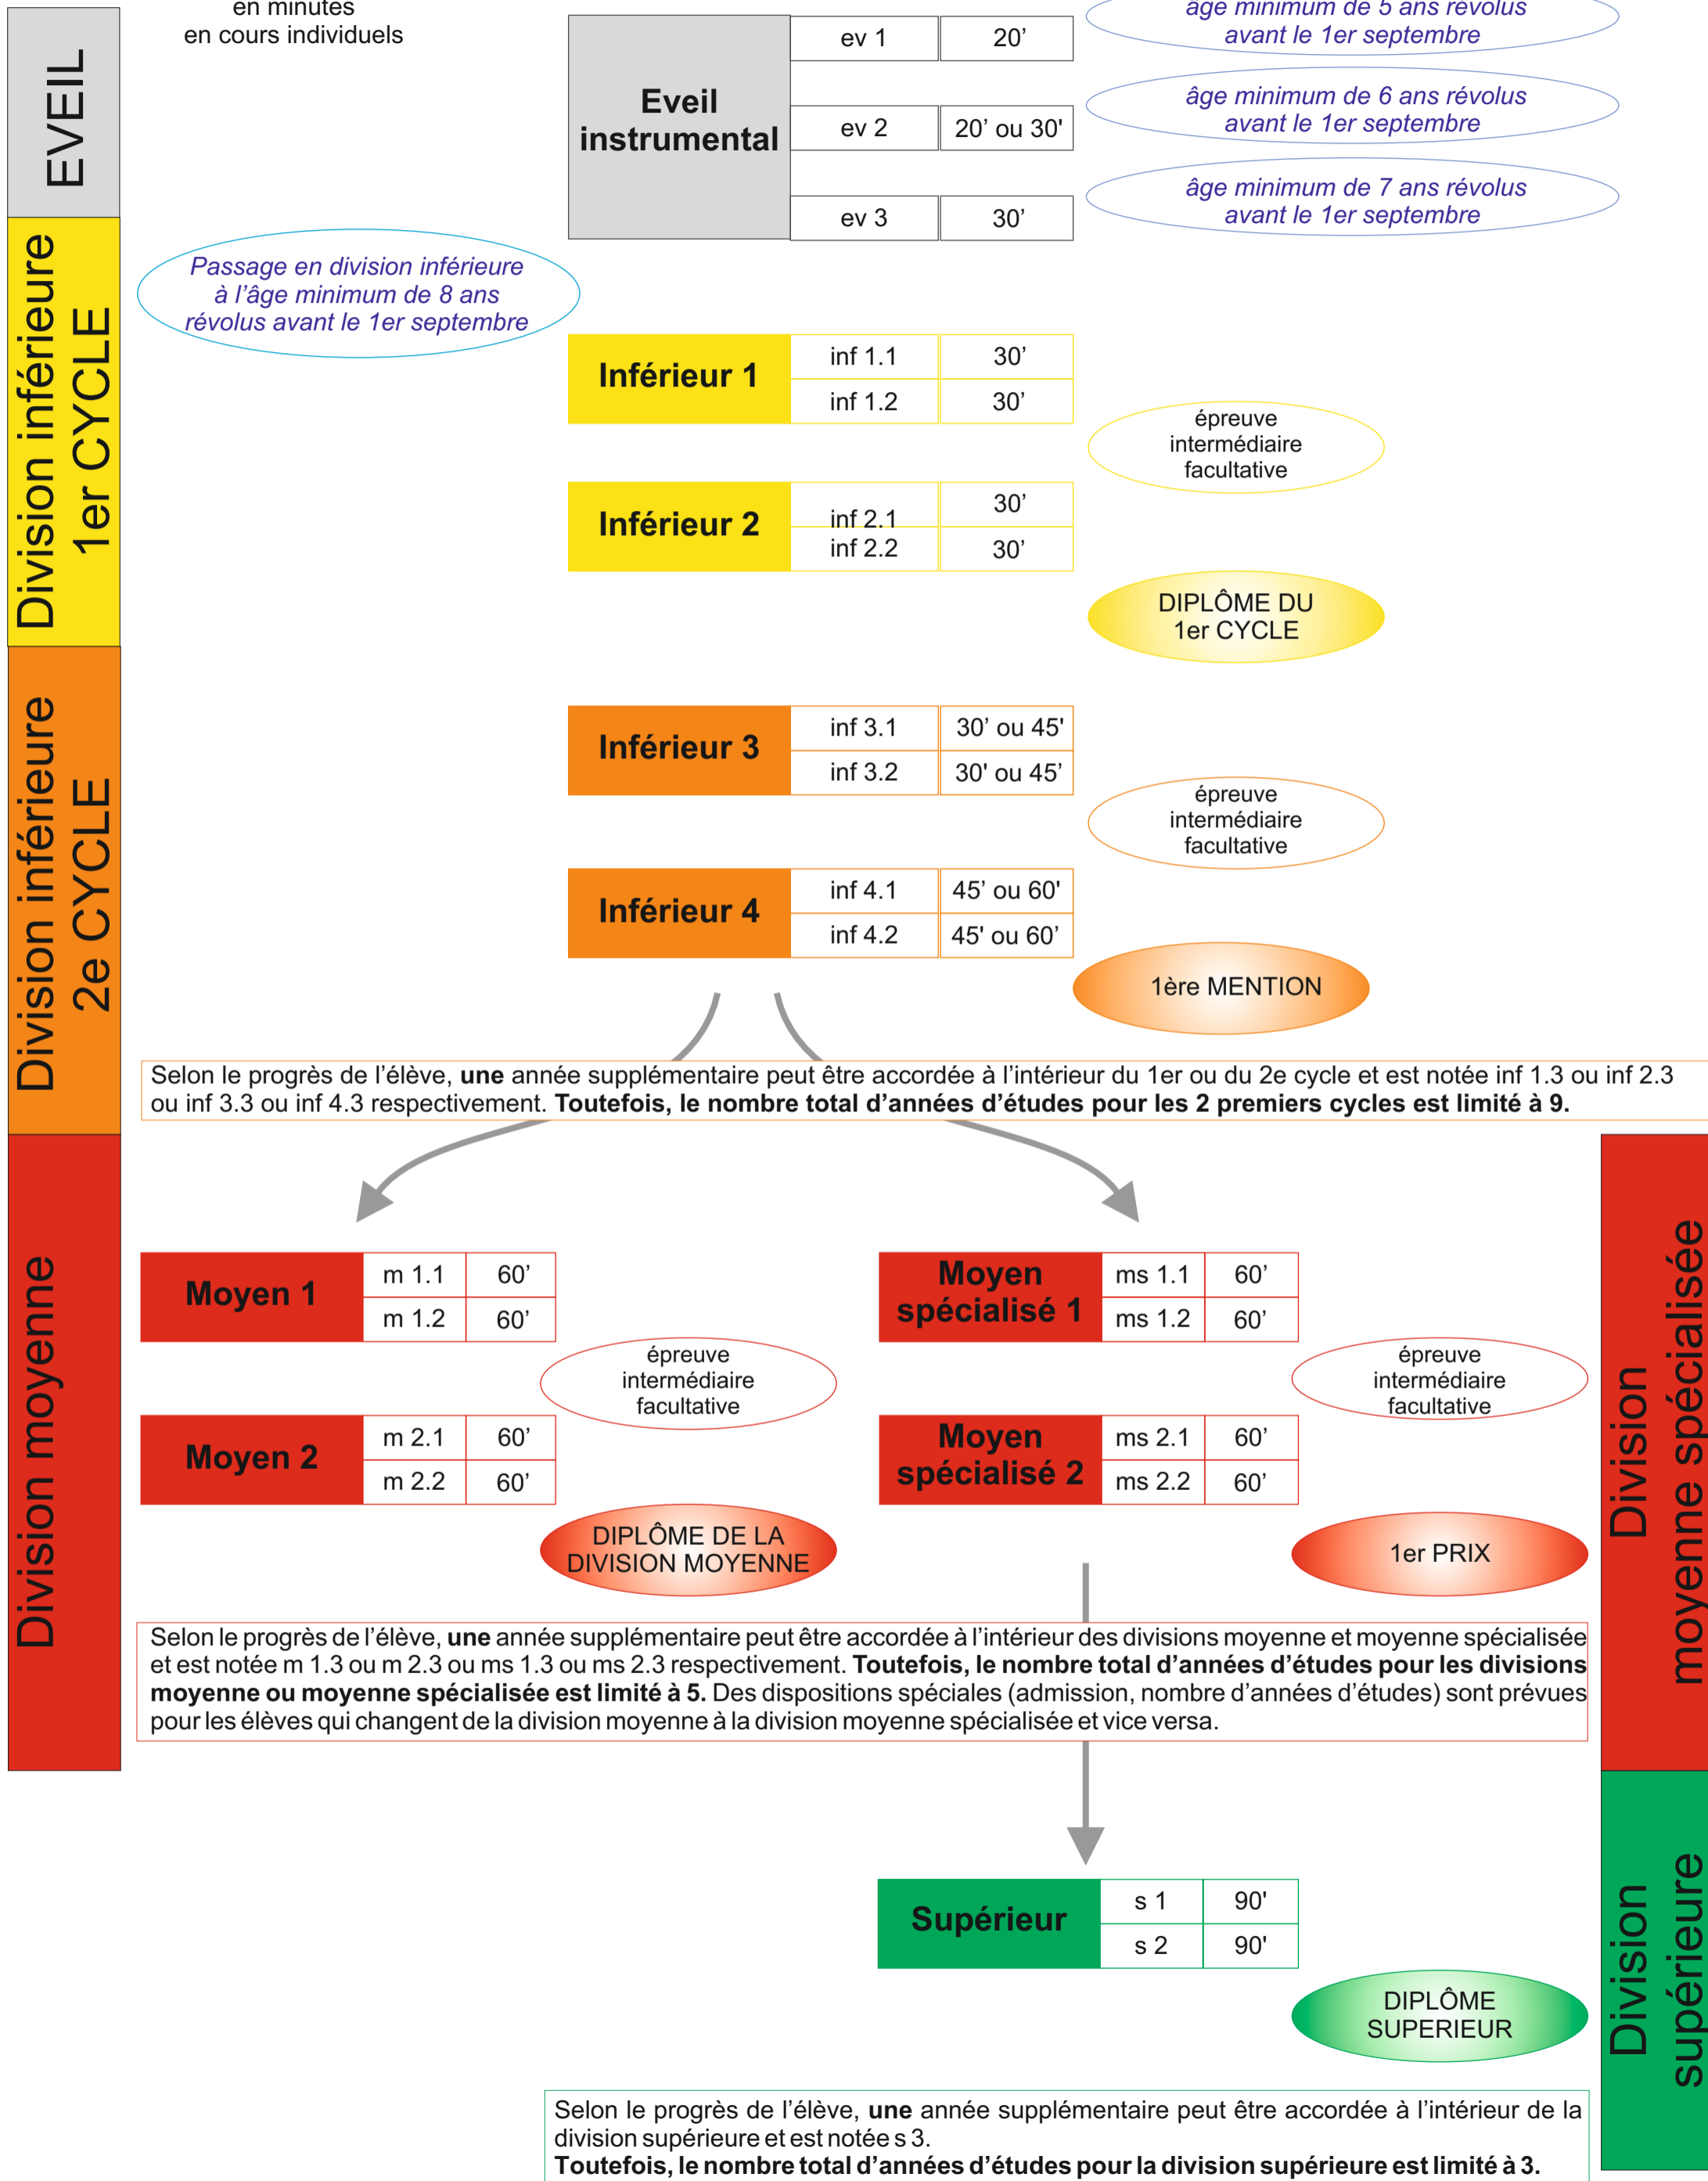 en minutes
en cours individuels
EVEIL
Eveil
instrumental
ev 1 20’
âge minimum de 5 ans révolus
avant le 1er septembre
ev 2 20’ ou 30'
âge minimum de 6 ans révolus
avant le 1er septembre
ev 3 30’
âge minimum de 7 ans révolus
avant le 1er septembre
Division inférieure
1er CYCLE
Passage en division inférieure
à l’âge minimum de 8 ans
révolus avant le 1er septembre
Inférieur 1
inf 1.1 30’
inf 1.2 30’
épreuve
intermédiaire
facultative
Inférieur 2
inf 2.1 30’
inf 2.2 30’
DIPLÔME DU
1er CYCLE
Division inférieure
2e CYCLE
Inférieur 3
inf 3.1 30’ ou 45'
inf 3.2 30' ou 45’
épreuve
intermédiaire
facultative
Inférieur 4
inf 4.1 45’ ou 60'
inf 4.2 45' ou 60’
1ère MENTION
Selon le progrès de l’élève, une année supplémentaire peut être accordée à l’intérieur du 1er ou du 2e cycle et est notée inf 1.3 ou inf 2.3
ou inf 3.3 ou inf 4.3 respectivement. Toutefois, le nombre total d’années d’études pour les 2 premiers cycles est limité à 9.
Division moyenne
Moyen 1
m 1.1 60’
m 1.2 60’
épreuve
intermédiaire
facultative
Moyen 2
m 2.1 60’
m 2.2 60’
DIPLÔME DE LA
DIVISION MOYENNE
Division
moyenne spécialisée
Moyen
spécialisé 1
ms 1.1 60’
ms 1.2 60’
épreuve
intermédiaire
facultative
Moyen
spécialisé 2
ms 2.1 60’
ms 2.2 60’
1er PRIX
Selon le progrès de l’élève, une année supplémentaire peut être accordée à l’intérieur des divisions moyenne et moyenne spécialisée
et est notée m 1.3 ou m 2.3 ou ms 1.3 ou ms 2.3 respectivement. Toutefois, le nombre total d’années d’études pour les divisions
moyenne ou moyenne spécialisée est limité à 5. Des dispositions spéciales (admission, nombre d’années d’études) sont prévues
pour les élèves qui changent de la division moyenne à la division moyenne spécialisée et vice versa.
Division
supérieure
Supérieur
s 1 90'
s 2 90'
DIPLÔME
SUPERIEUR
Selon le progrès de l’élève, une année supplémentaire peut être accordée à l’intérieur de la
division supérieure et est notée s 3.
Toutefois, le nombre total d’années d’études pour la division supérieure est limité à 3.